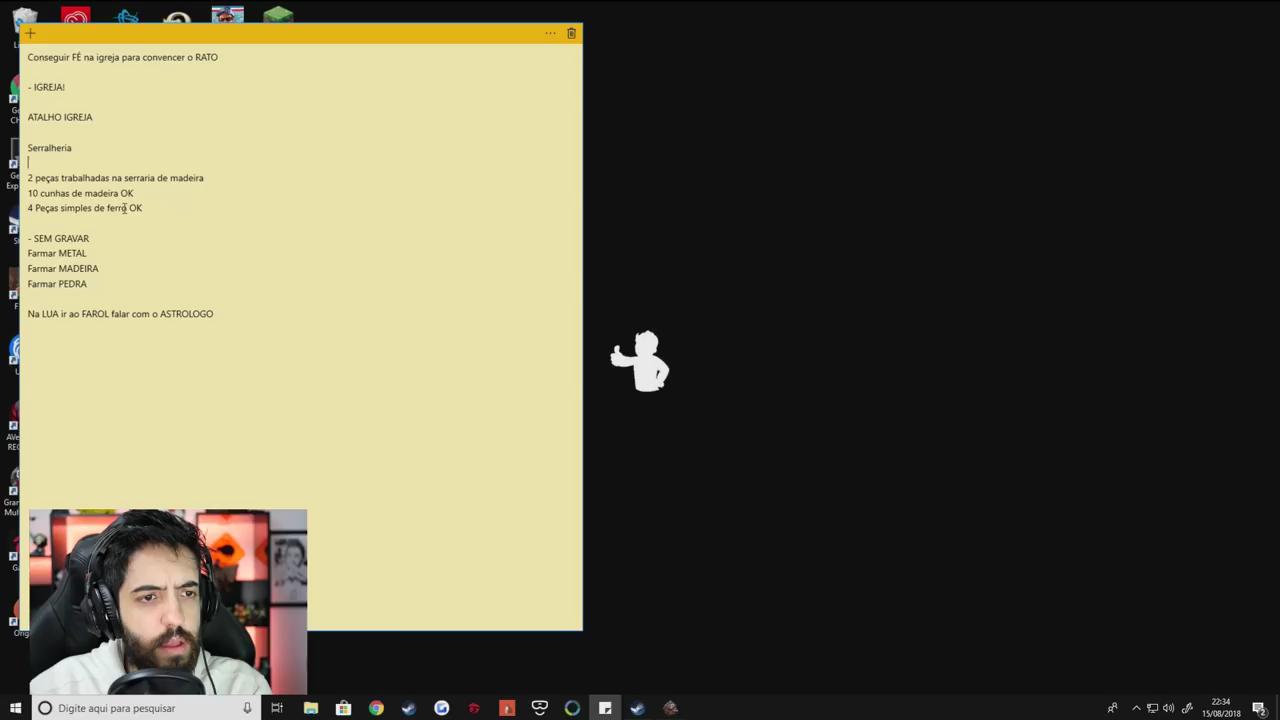 Conseguir FÉ na igreja para convencer o RATO
- IGREJA!
ATALHO IGREJA
Serralheria
2 peças trabalhadas na serraria de madeira
10 cunhas de madeira OK
4 Peças simples de ferro OK
- SEM GRAVAR
Farmar METAL
Farmar MADEIRA
Farmar PEDRA
Na LUA ir ao FAROL falar com o ASTROLOGO
Digite aqui para pesquisar
22:34
15/08/2018